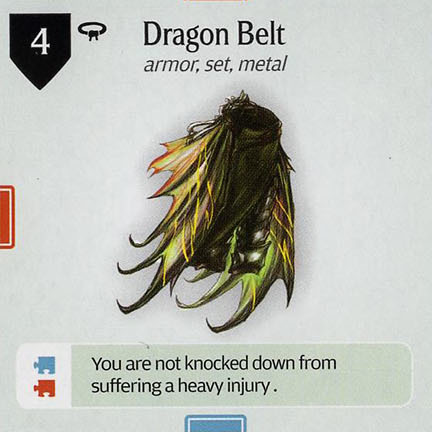 4
Dragon Belt
armor, set, metal
You are not knocked down from
suffering a heavy injury .